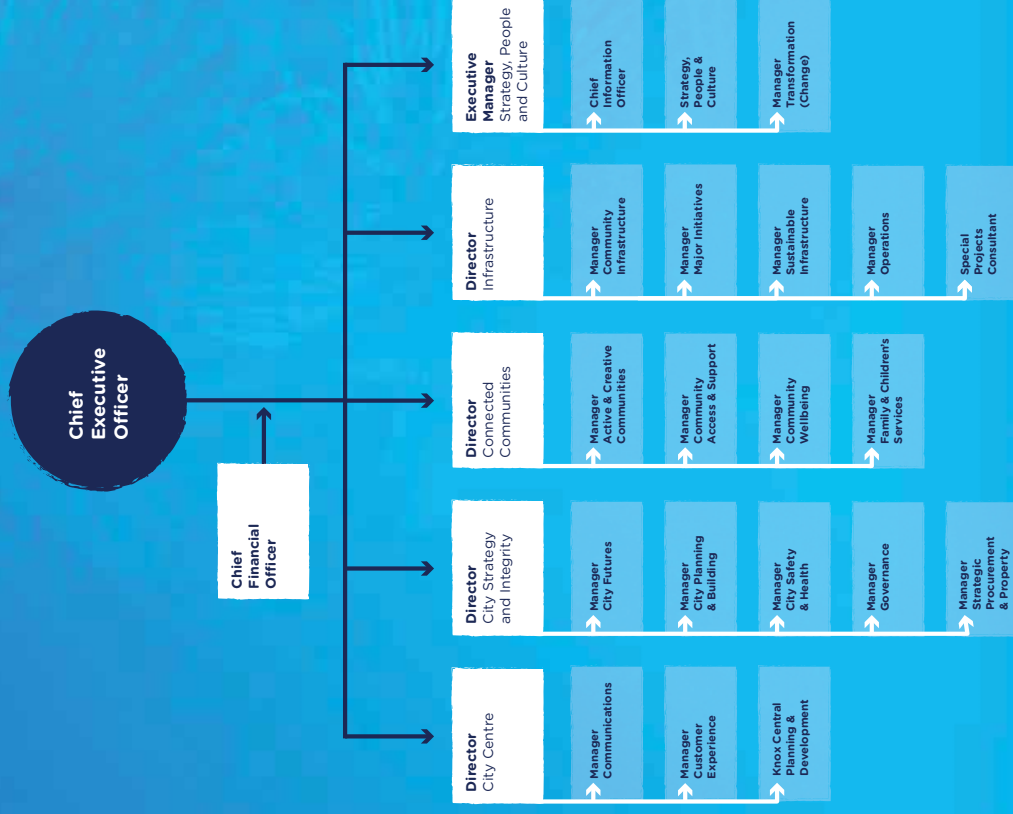 Chief
Executive
Officer
Chief
Financial
Officer
Director
City Centre
Manager
Communications
Manager
Customer
Experience
Knox Central
Planning &
Development
Director
City Strategy
and Integrity
Manager
City Futures
Manager
City Planning
& Building
Manager
City Safety
& Health
Manager
Governance
Manager
Strategic
Procurement
& Property
Director
Connected
Communities
Manager
Active & Creative
Communities
Manager
Community
Access & Support
Manager
Community
Wellbeing
Manager
Family & Children's
Services
Director
Infrastructure
Manager
Community
Infrastructure
Manager
Major Initiatives
Manager
Sustainable
Infrastructure
Manager
Operations
Special
Projects
Consultant
Executive
Manager
Strategy, People
and Culture
Chief
Information
Officer
Strategy,
People &
Culture
Manager
Transformation
(Change)